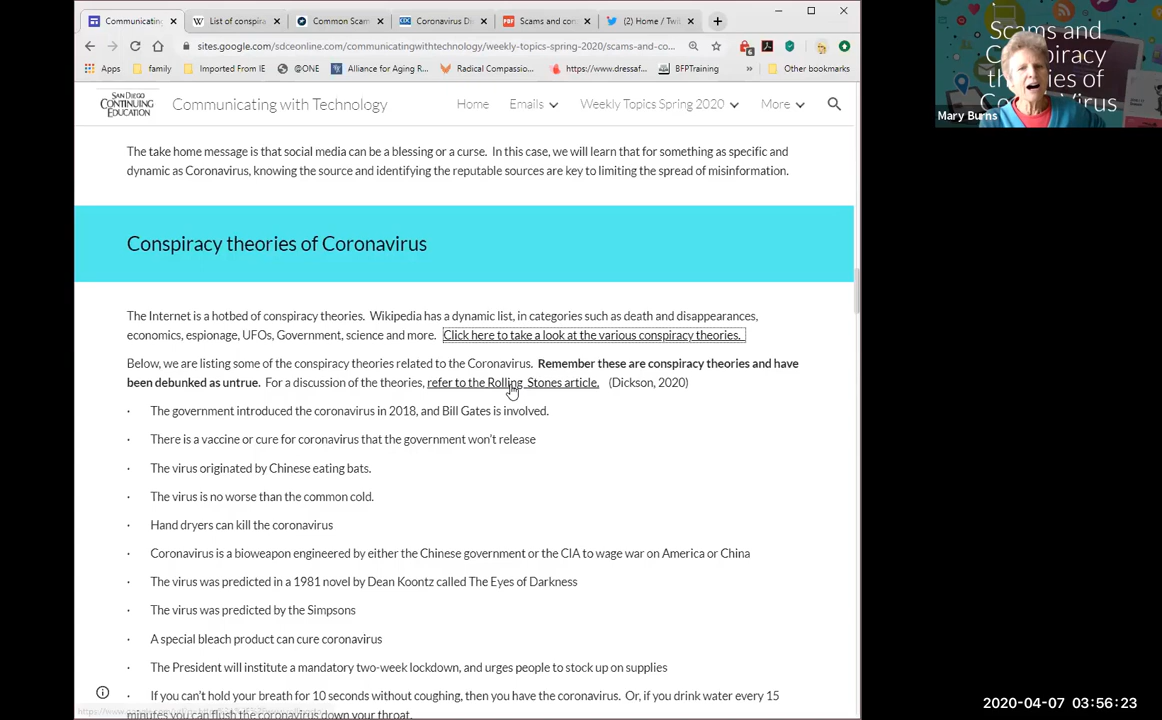 Communicating
List of conspira
Common Scam
Coronavirus Di
Scams and con
(2) Home / Twit
sites.google.com/sdceonline.com/communicatingwithtechnology/weekly-topics-spring-2020/scams-and-co...
Apps
family
Imported From IE
@ONE
Alliance for Aging R...
Radical Compassio...
https://www.dressaf...
BFPTraining
»
Other bookmarks
SAN DIEGO
CONTINUING
EDUCATION
Communicating with Technology
Home
Emails
Weekly Topics Spring 2020
More
The take home message is that social media can be a blessing or a curse. In this case, we will learn that for something as specific and
dynamic as Coronavirus, knowing the source and identifying the reputable sources are key to limiting the spread of misinformation.
Conspiracy theories of Coronavirus
The Internet is a hotbed of conspiracy theories. Wikipedia has a dynamic list, in categories such as death and disappearances,
economics, espionage, UFOs, Government, science and more. Click here to take a look at the various conspiracy theories.
Below, we are listing some of the conspiracy theories related to the Coronavirus. Remember these are conspiracy theories and have
been debunked as untrue. For a discussion of the theories, refer to the Rolling Stones article. (Dickson, 2020)
· The government introduced the coronavirus in 2018, and Bill Gates is involved.
· There is a vaccine or cure for coronavirus that the government won't release
· The virus originated by Chinese eating bats.
· The virus is no worse than the common cold.
· Hand dryers can kill the coronavirus
· Coronavirus is a bioweapon engineered by either the Chinese government or the CIA to wage war on America or China
· The virus was predicted in a 1981 novel by Dean Koontz called The Eyes of Darkness
· The virus was predicted by the Simpsons
· A special bleach product can cure coronavirus
· The President will institute a mandatory two-week lockdown, and urges people to stock up on supplies
· If you can't hold your breath for 10 seconds without coughing, then you have the coronavirus. Or, if you drink water every 15
minutes you can flush the coronavirus down your throat.
Scams and
Co
th s of
Co rus
Mary Burns
2020-04-07 03:56:23